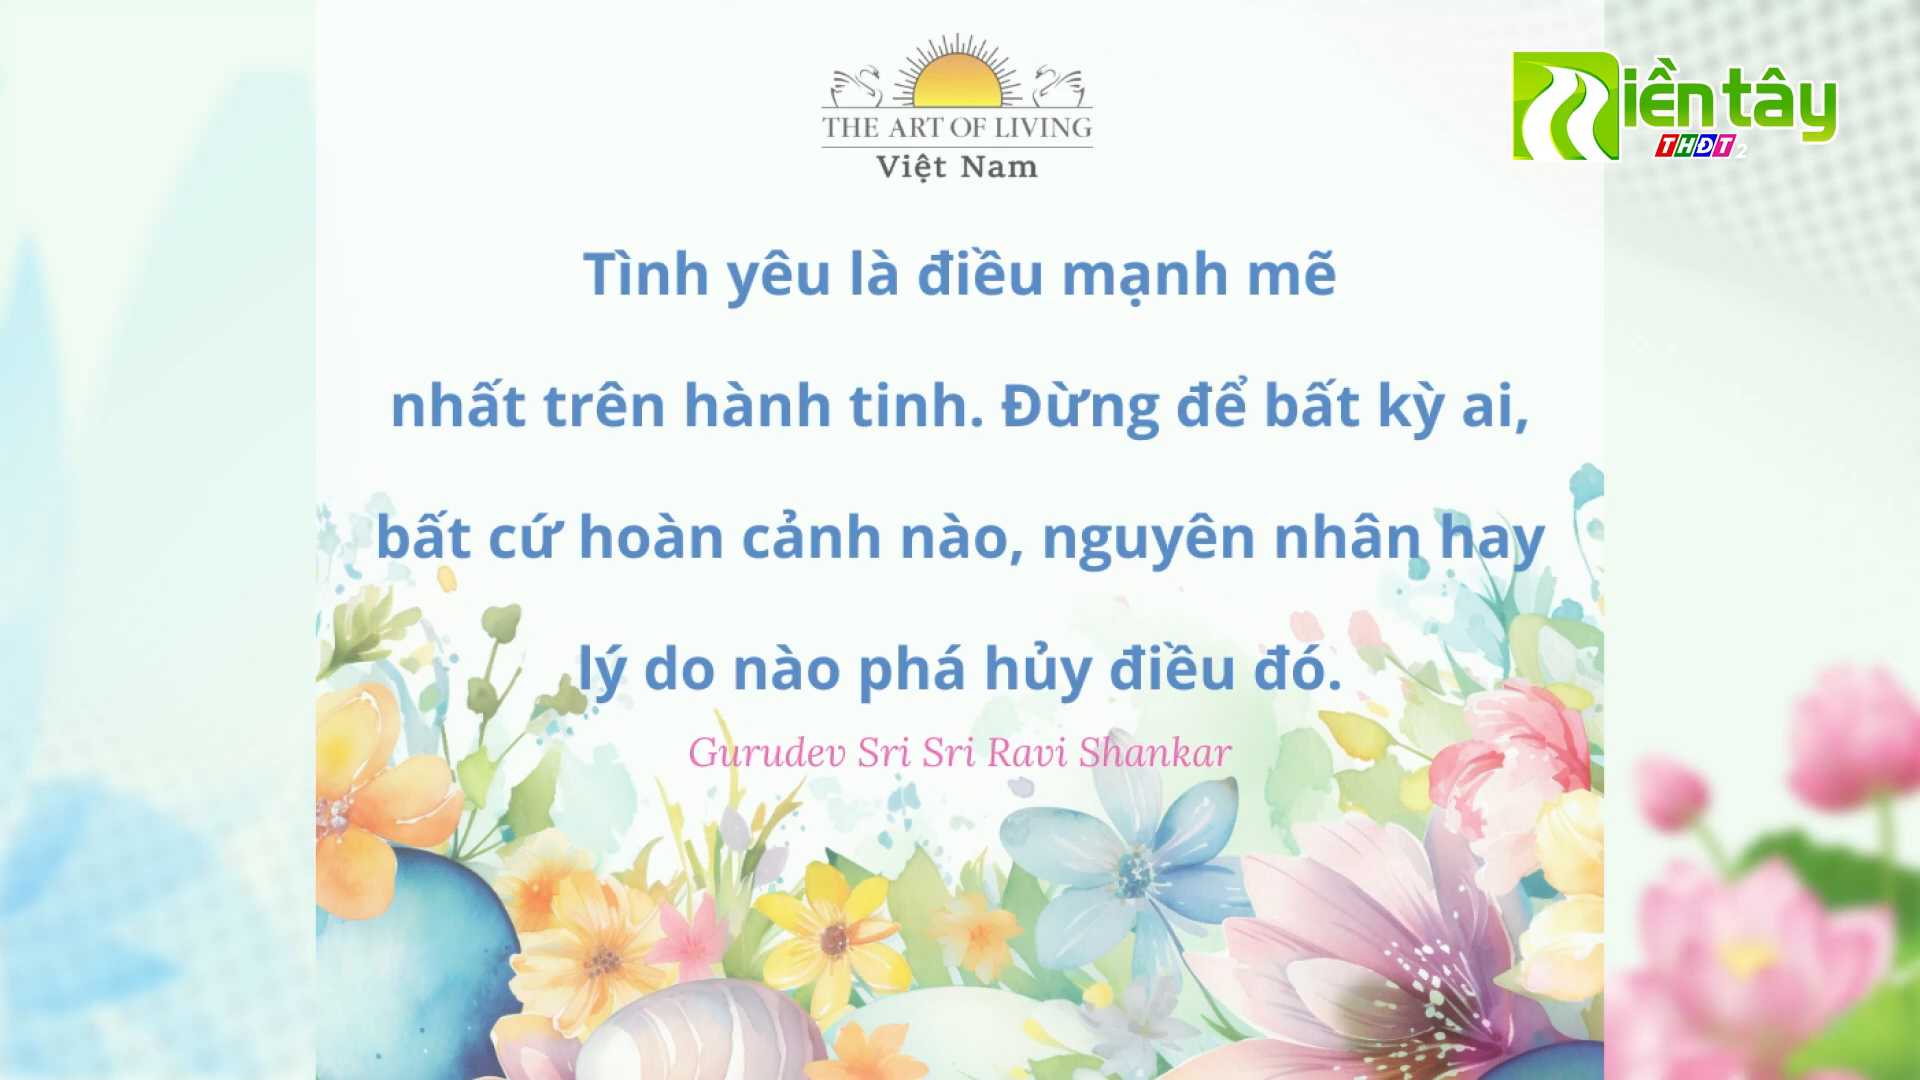 THE ART OF LIVING
Việt Nam
Miền tây
THĐT2
Tình yêu là điều mạnh mẽ
nhất trên hành tinh. Đừng để bất kỳ ai,
bất cứ hoàn cảnh nào, nguyên nhân hay
lý do nào phá hủy điều đó.
Gurudev Sri Sri Ravi Shankar